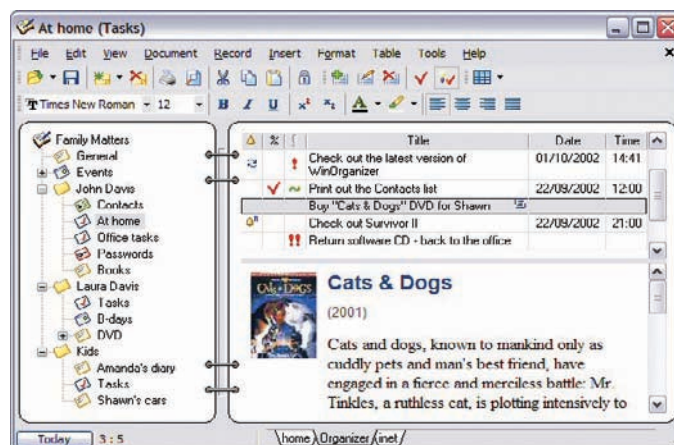 At home (Tasks)
File Edit View Document Record Insert Format Table Tools Help
Times New Roman 12 B I U x² x₂ A
Family Matters
General
Events
John Davis
Contacts
At home
Office tasks
Passwords
Books
Laura Davis
Tasks
B-days
DVD
Kids
Amanda's diary
Tasks
Shawn's cars
Title Date Time
Check out the latest version of WinOrganizer 01/10/2002 14:41
Print out the Contacts list 22/09/2002 12:00
Buy "Cats & Dogs" DVD for Shawn
Check out Survivor II 22/09/2002 21:00
Return software CD - back to the office
CATS & DOGS
Cats & Dogs
(2001)
Cats and dogs, known to mankind only as
cuddly pets and man's best friend, have
engaged in a fierce and merciless battle: Mr.
Tinkles, a ruthless cat, is plotting intensively to
Today 3 : 5
home Organizer inet